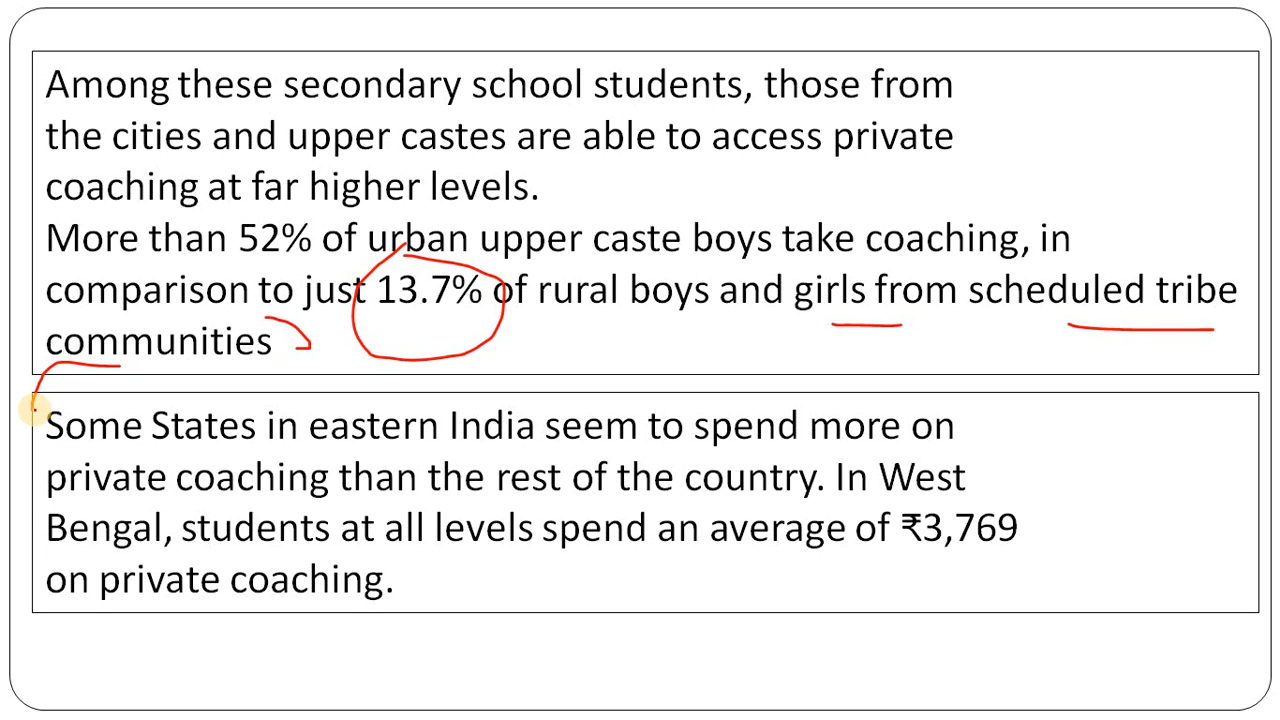 Among these secondary school students, those from
the cities and upper castes are able to access private
coaching at far higher levels.
More than 52% of urban upper caste boys take coaching, in
comparison to just 13.7% of rural boys and girls from scheduled tribe
communities
Some States in eastern India seem to spend more on
private coaching than the rest of the country. In West
Bengal, students at all levels spend an average of ₹3,769
on private coaching.